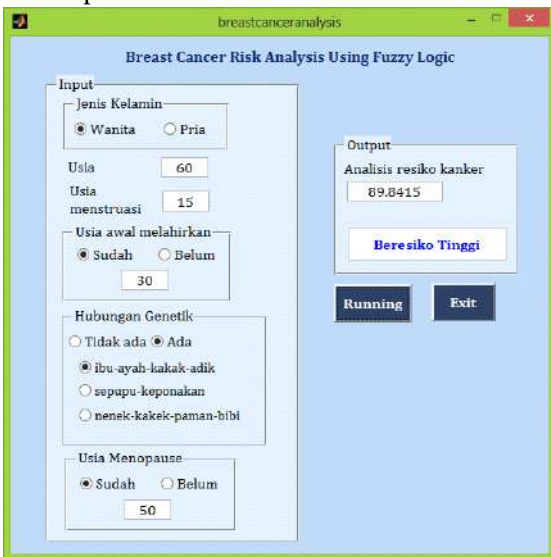 breastcanceranalysis
Breast Cancer Risk Analysis Using Fuzzy Logic
Input
Jenis Kelamin
Wanita Pria
Usia 60
Usia
menstruasi 15
Usia awal melahirkan
Sudah Belum
30
Hubungan Genetik
Tidak ada Ada
ibu-ayah-kakak-adik
sepupu-keponakan
nenek-kakek-paman-bibi
Usia Menopause
Sudah Belum
50
Output
Analisis resiko kanker
89.8415
Beresiko Tinggi
Running Exit